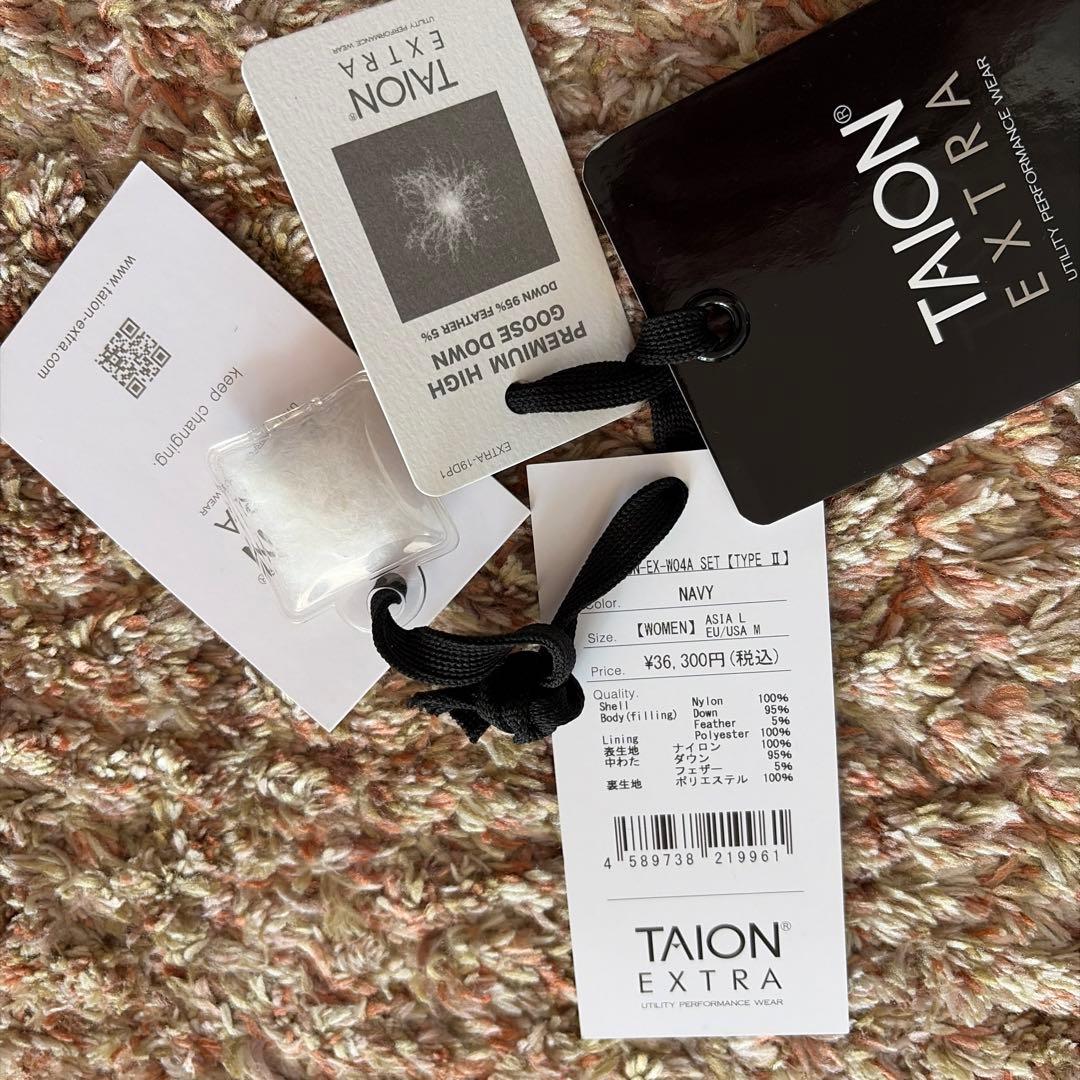 UTILITY PERFORMANCE WEAR
EXTRA
TAION®
DOWN 95% FEATHER 5%
GOOSE DOWN
PREMIUM HIGH
EXTRA-19DP1
TAION®
EXTRA
UTILITY PERFORMANCE WEAR
www.taion-extra.com
keep changing.
WEAR
-EX-W04A SET【TYPE Ⅱ】
Color. NAVY
Size. 【WOMEN】 ASIA L
EU/USA M
Price. ¥36,300円(税込)
Quality.
Shell Nylon 100%
Body(filling) Down 95%
Feather 5%
Lining Polyester 100%
表生地 ナイロン 100%
中わた ダウン 95%
フェザー 5%
裏生地 ポリエステル 100%
4 589738 219961
TAION®
EXTRA
UTILITY PERFORMANCE WEAR